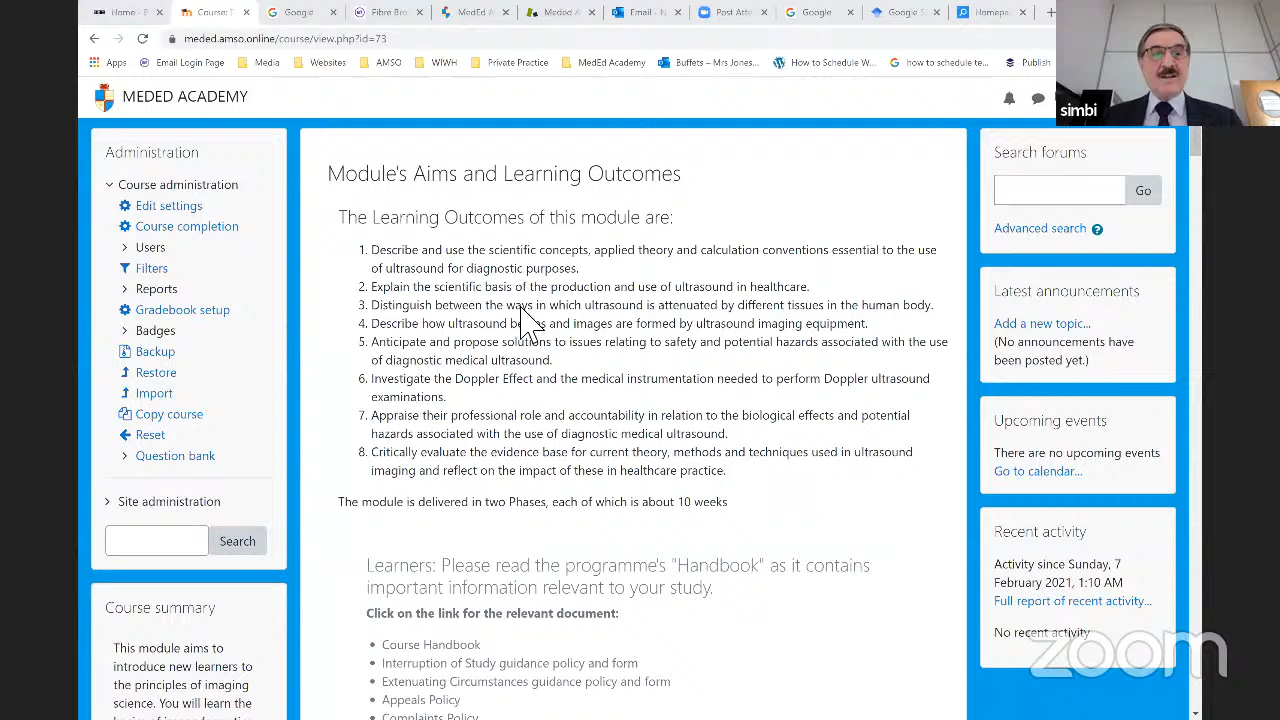 Home - B
Course: T
Google
Fibre Bro
MedEd A
Meded A
Email - N
Post Atte
Google
Google S
Homepa
meded.amso.online/course/view.php?id=73
Apps
Email Login Page
Media
Websites
AMSO
WIWH
Private Practice
MedEd Academy
Buffets – Mrs Jones...
How to Schedule W...
how to schedule te...
Publish
MEDED ACADEMY
simbi
Administration
Course administration
Edit settings
Course completion
Users
Filters
Reports
Gradebook setup
Badges
Backup
Restore
Import
Copy course
Reset
Question bank
Site administration
Search
Course summary
This module aims to
introduce new learners to
the principles of imaging
science. You will learn the
Module's Aims and Learning Outcomes
The Learning Outcomes of this module are:
1. Describe and use the scientific concepts, applied theory and calculation conventions essential to the use
of ultrasound for diagnostic purposes.
2. Explain the scientific basis of the production and use of ultrasound in healthcare.
3. Distinguish between the ways in which ultrasound is attenuated by different tissues in the human body.
4. Describe how ultrasound and images are formed by ultrasound imaging equipment.
5. Anticipate and propose solutions to issues relating to safety and potential hazards associated with the use
of diagnostic medical ultrasound.
6. Investigate the Doppler Effect and the medical instrumentation needed to perform Doppler ultrasound
examinations.
7. Appraise their professional role and accountability in relation to the biological effects and potential
hazards associated with the use of diagnostic medical ultrasound.
8. Critically evaluate the evidence base for current theory, methods and techniques used in ultrasound
imaging and reflect on the impact of these in healthcare practice.
The module is delivered in two Phases, each of which is about 10 weeks
Learners: Please read the programme's "Handbook" as it contains
important information relevant to your study.
Click on the link for the relevant document:
• Course Handbook
• Interruption of Study guidance policy and form
• Extenuating Circumstances guidance policy and form
• Appeals Policy
• Complaints Policy
Search forums
Go
Advanced search
Latest announcements
Add a new topic...
(No announcements have
been posted yet.)
Upcoming events
There are no upcoming events
Go to calendar...
Recent activity
Activity since Sunday, 7
February 2021, 1:10 AM
Full report of recent activity...
No recent activity
zoom